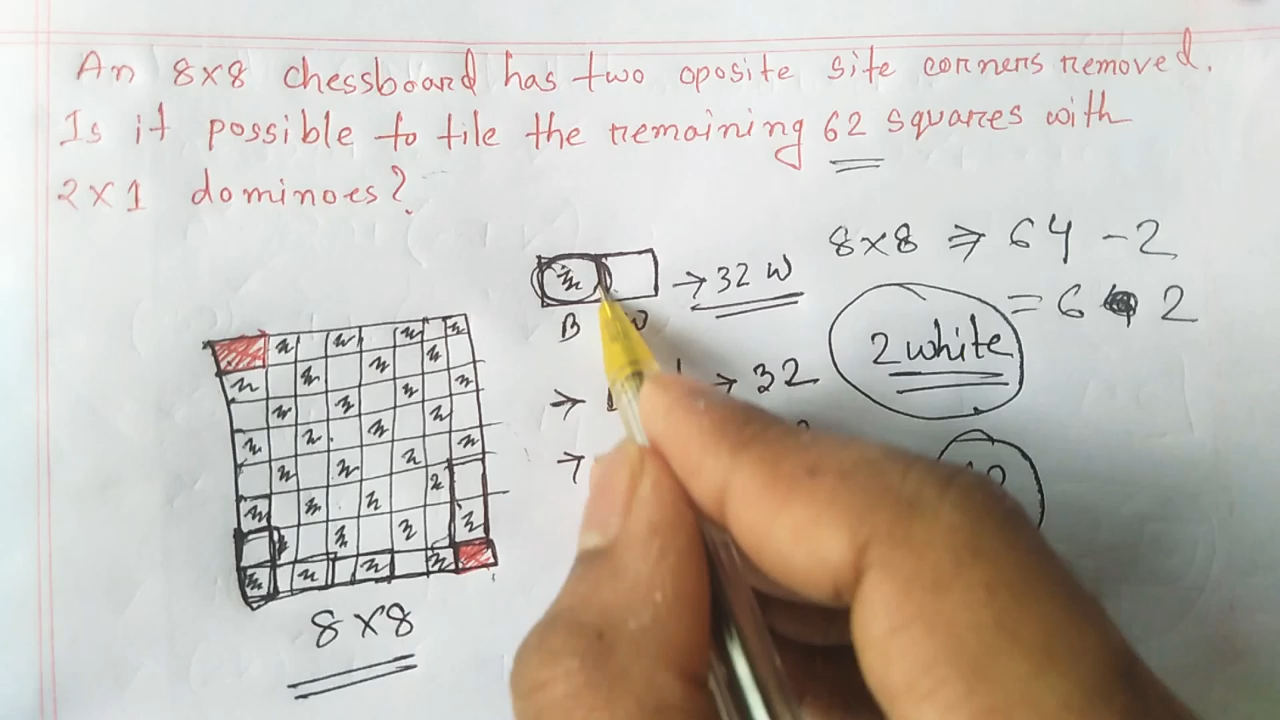 An 8x8 chessboard has two oposite site corners removed.
Is it possible to tile the remaining 62 squares with
2x1 dominoes?
8x8 ⇒ 64 - 2
= 62
→ 32 W
B
2 white
→ 32
→
8x8